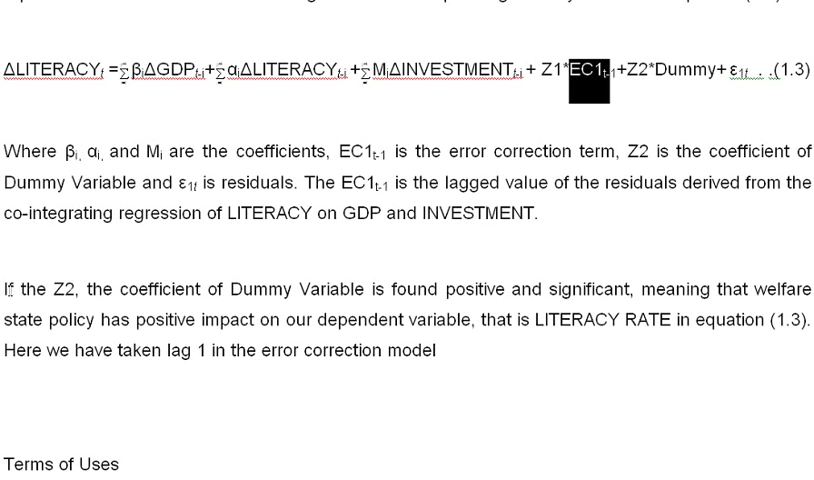 ΔLITERACYt =∑βiΔGDPt-i+∑αiΔLITERACYt-i +∑MiΔINVESTMENTt-i + Z1*EC1t-1+Z2*Dummy+ ε1t . .(1.3)
Where βi, αi, and Mi are the coefficients, EC1t-1 is the error correction term, Z2 is the coefficient of
Dummy Variable and ε1t is residuals. The EC1t-1 is the lagged value of the residuals derived from the
co-integrating regression of LITERACY on GDP and INVESTMENT.
If the Z2, the coefficient of Dummy Variable is found positive and significant, meaning that welfare
state policy has positive impact on our dependent variable, that is LITERACY RATE in equation (1.3).
Here we have taken lag 1 in the error correction model
Terms of Uses